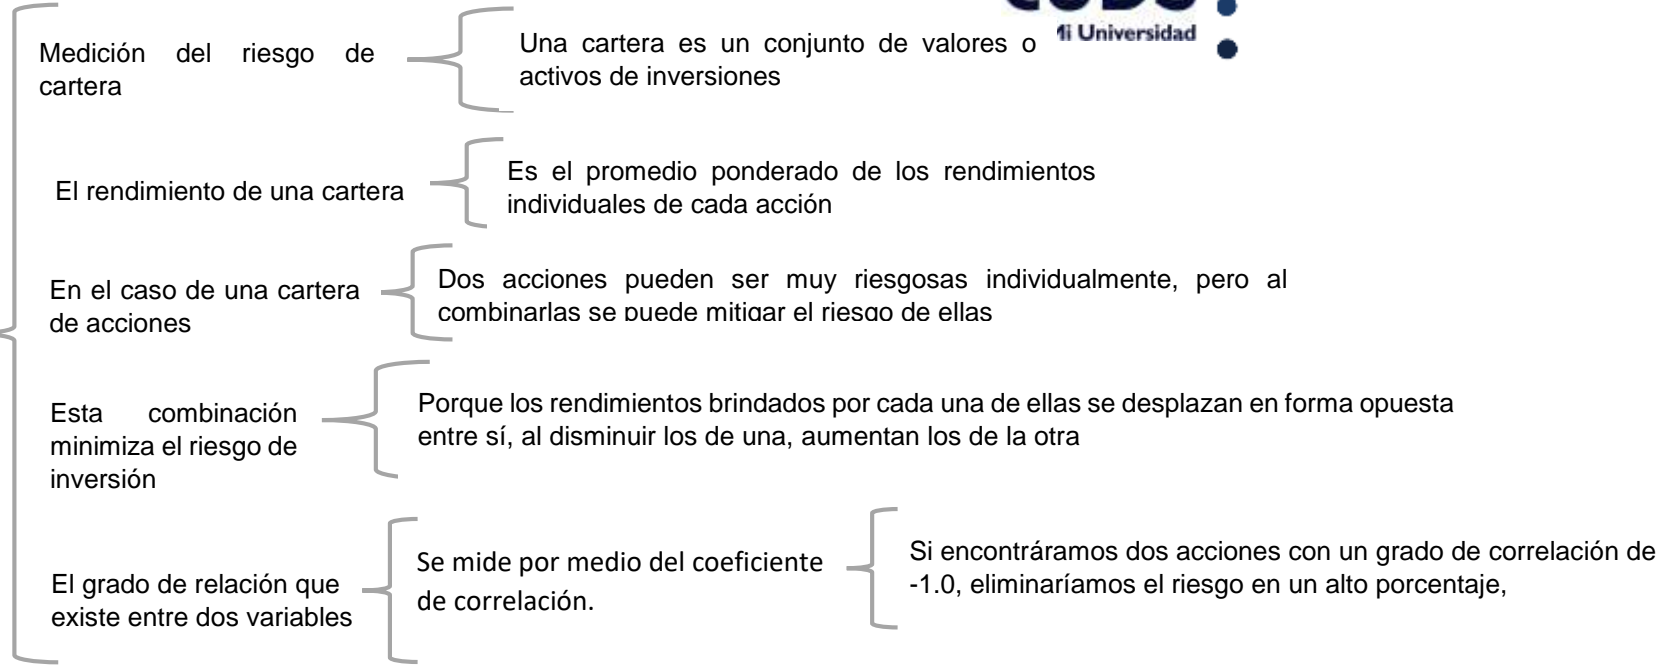 Mi Universidad
Medición del riesgo de
cartera
Una cartera es un conjunto de valores o
activos de inversiones
El rendimiento de una cartera
Es el promedio ponderado de los rendimientos
individuales de cada acción
En el caso de una cartera
de acciones
Dos acciones pueden ser muy riesgosas individualmente, pero al
combinarlas se puede mitigar el riesgo de ellas
Esta combinación
minimiza el riesgo de
inversión
Porque los rendimientos brindados por cada una de ellas se desplazan en forma opuesta
entre sí, al disminuir los de una, aumentan los de la otra
El grado de relación que
existe entre dos variables
Se mide por medio del coeficiente
de correlación.
Si encontráramos dos acciones con un grado de correlación de
-1.0, eliminaríamos el riesgo en un alto porcentaje,